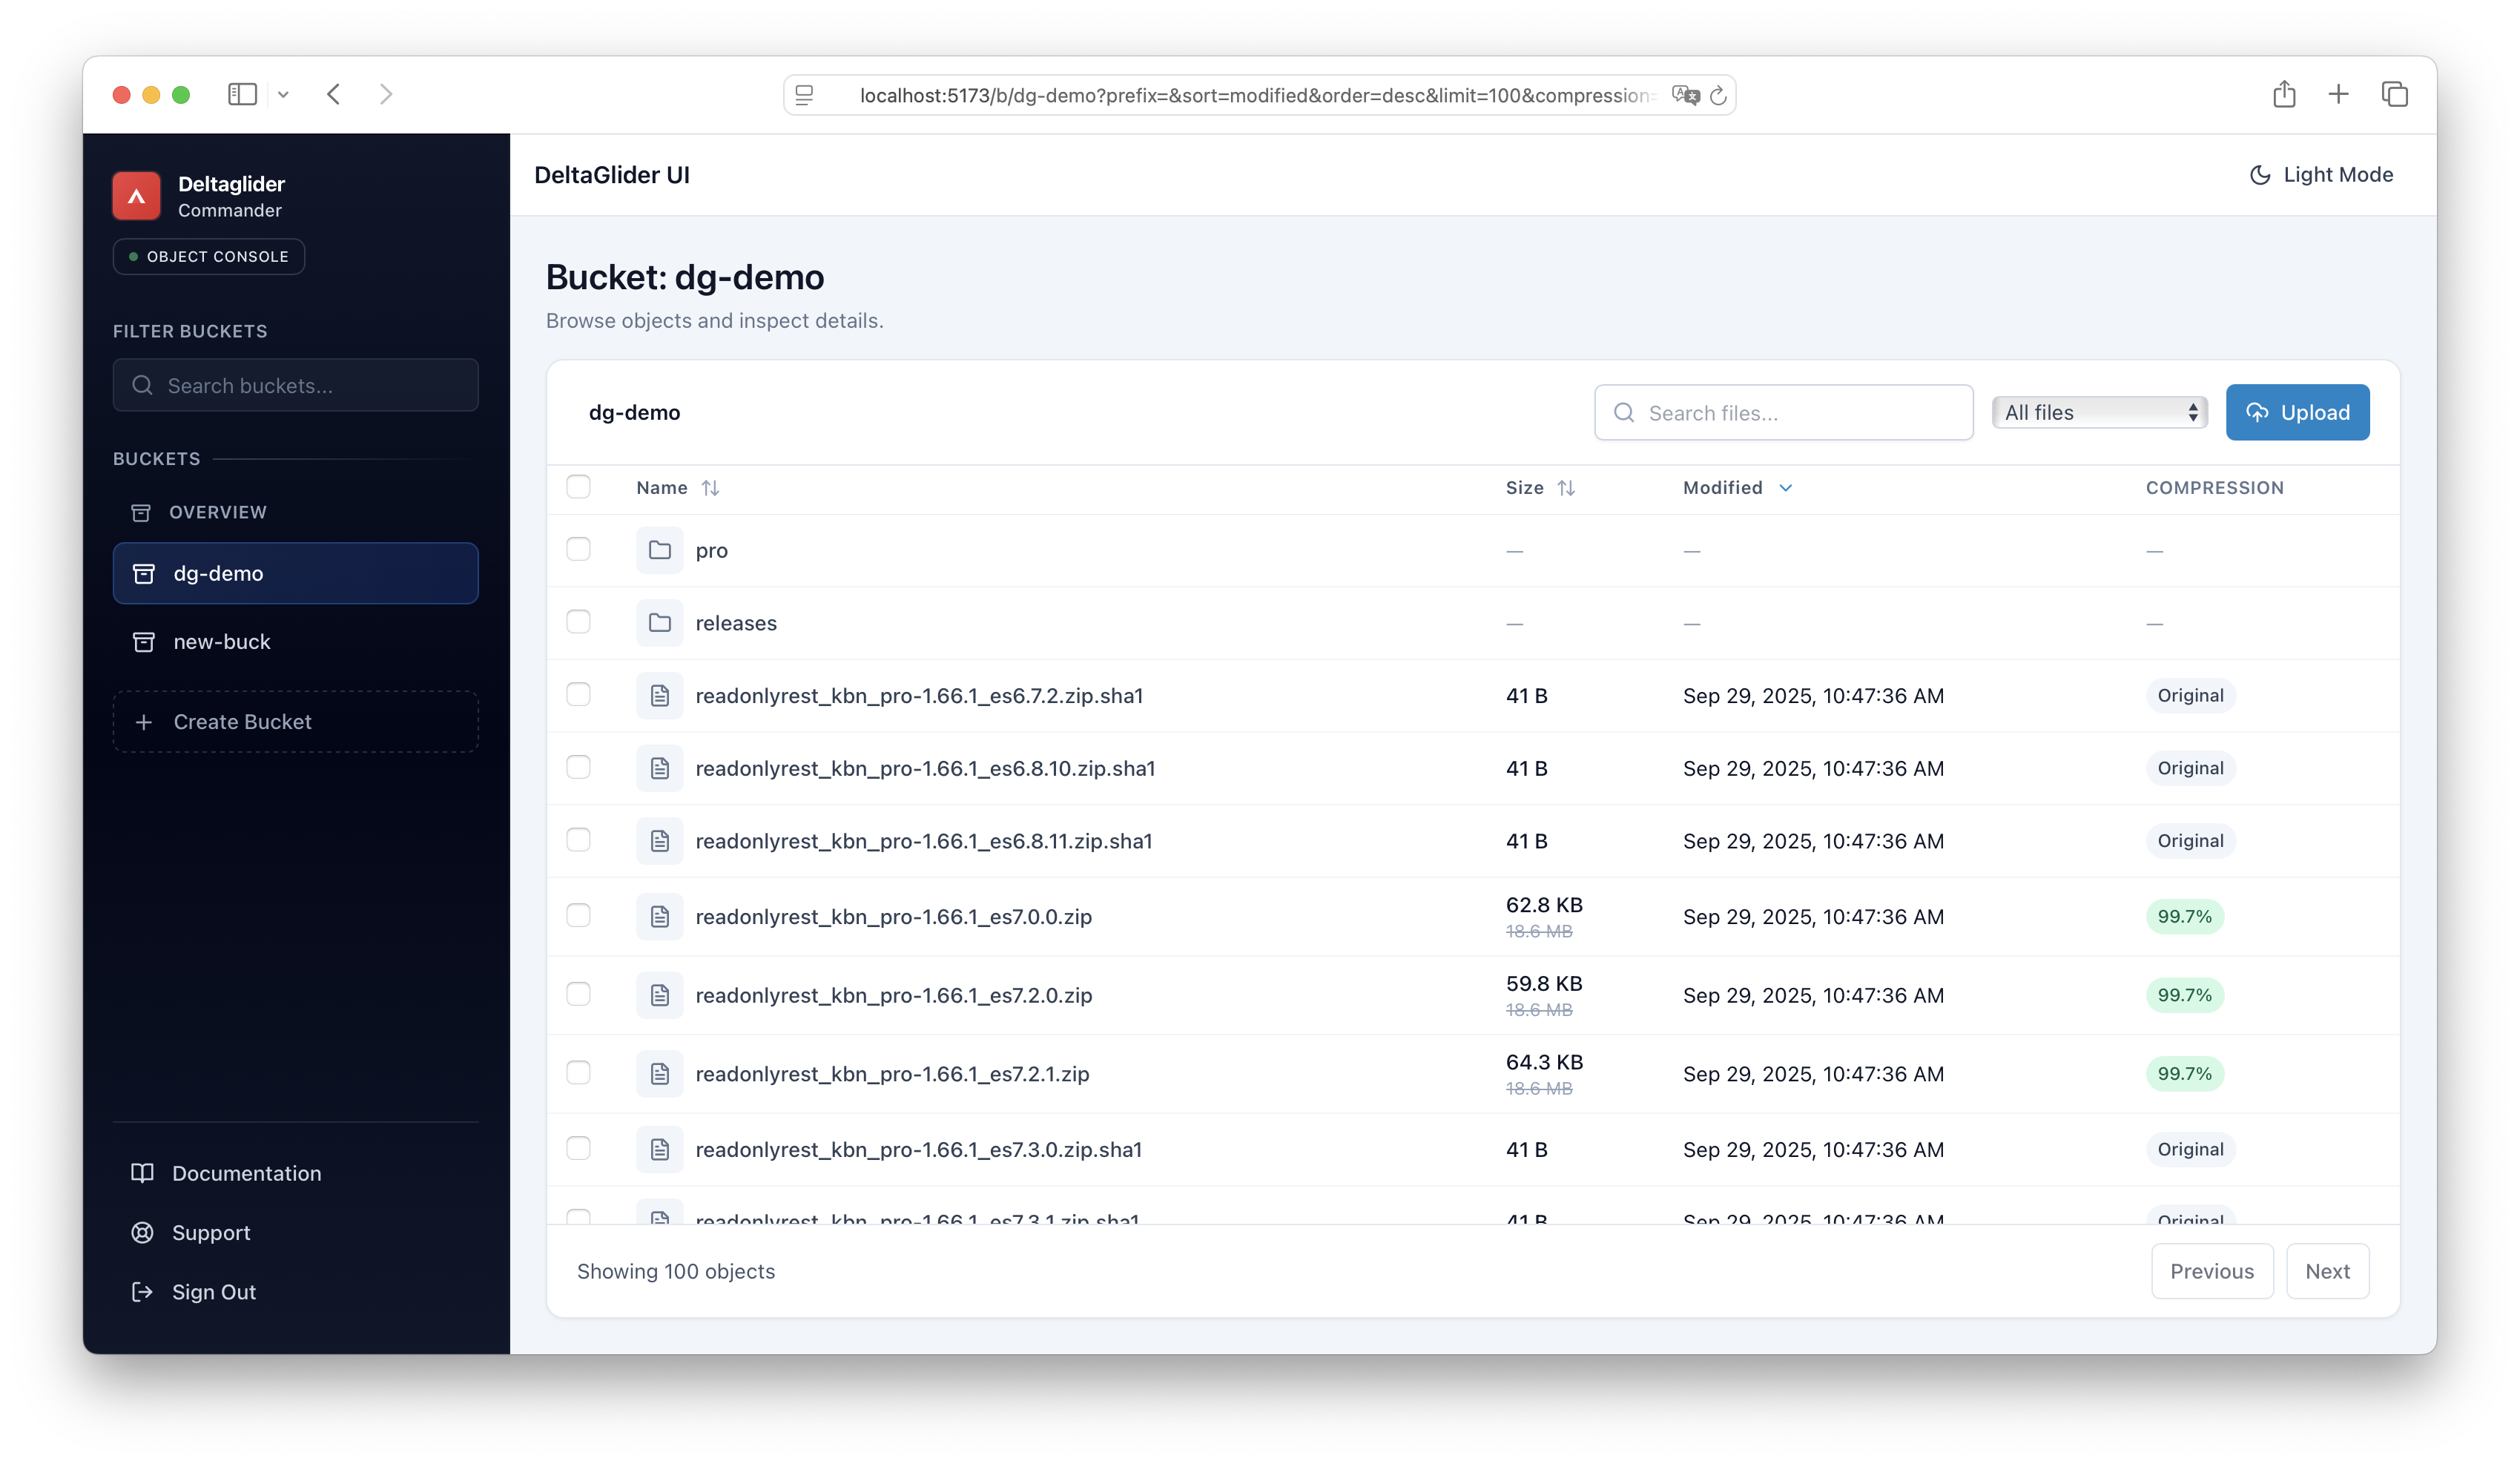 localhost:5173/b/dg-demo?prefix=&sort=modified&order=desc&limit=100&compression=
Deltaglider
Commander
OBJECT CONSOLE
FILTER BUCKETS
Search buckets...
BUCKETS
OVERVIEW
dg-demo
new-buck
Create Bucket
Documentation
Support
Sign Out
DeltaGlider UI
Light Mode
Bucket: dg-demo
Browse objects and inspect details.
dg-demo
Search files...
All files
Upload
Name Size Modified COMPRESSION
pro — — —
releases — — —
readonlyrest_kbn_pro-1.66.1_es6.7.2.zip.sha1 41 B Sep 29, 2025, 10:47:36 AM Original
readonlyrest_kbn_pro-1.66.1_es6.8.10.zip.sha1 41 B Sep 29, 2025, 10:47:36 AM Original
readonlyrest_kbn_pro-1.66.1_es6.8.11.zip.sha1 41 B Sep 29, 2025, 10:47:36 AM Original
readonlyrest_kbn_pro-1.66.1_es7.0.0.zip 62.8 KB Sep 29, 2025, 10:47:36 AM 99.7%
18.6 MB
readonlyrest_kbn_pro-1.66.1_es7.2.0.zip 59.8 KB Sep 29, 2025, 10:47:36 AM 99.7%
18.6 MB
readonlyrest_kbn_pro-1.66.1_es7.2.1.zip 64.3 KB Sep 29, 2025, 10:47:36 AM 99.7%
18.6 MB
readonlyrest_kbn_pro-1.66.1_es7.3.0.zip.sha1 41 B Sep 29, 2025, 10:47:36 AM Original
readonlyrest_kbn_pro-1.66.1_es7.3.1.zip.sha1 41 B Sep 29, 2025, 10:47:36 AM Original
Showing 100 objects
Previous
Next